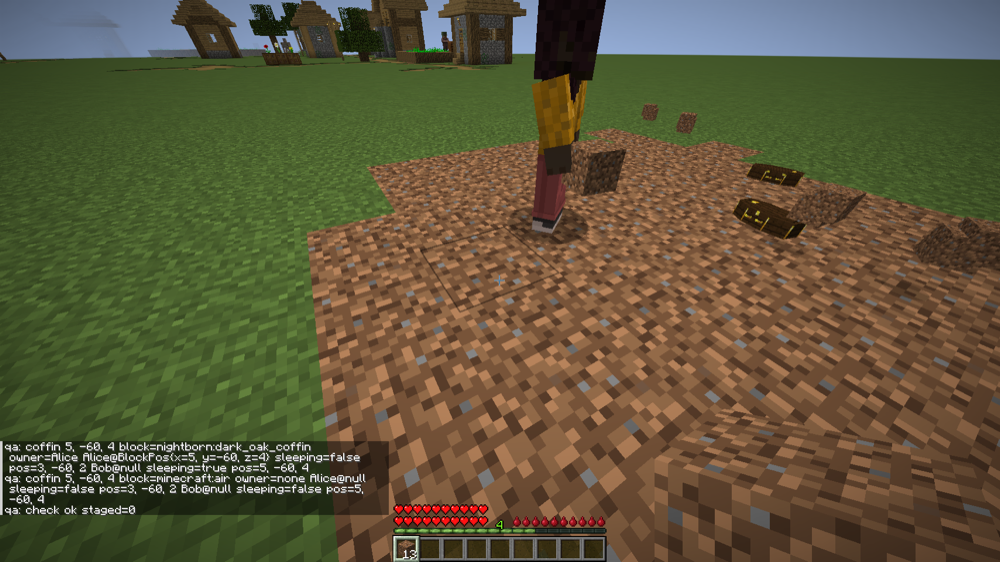 qa: coffin 5, -60, 4 block=nightborn:dark_oak_coffin
owner=Alice Alice@BlockPos{x=5, y=-60, z=4} sleeping=false
pos=3, -60, 2 Bob@null sleeping=true pos=5, -60, 4
qa: coffin 5, -60, 4 block=minecraft:air owner=none Alice@null
sleeping=false pos=3, -60, 2 Bob@null sleeping=false pos=5,
-60, 4
qa: check ok staged=0
4
13